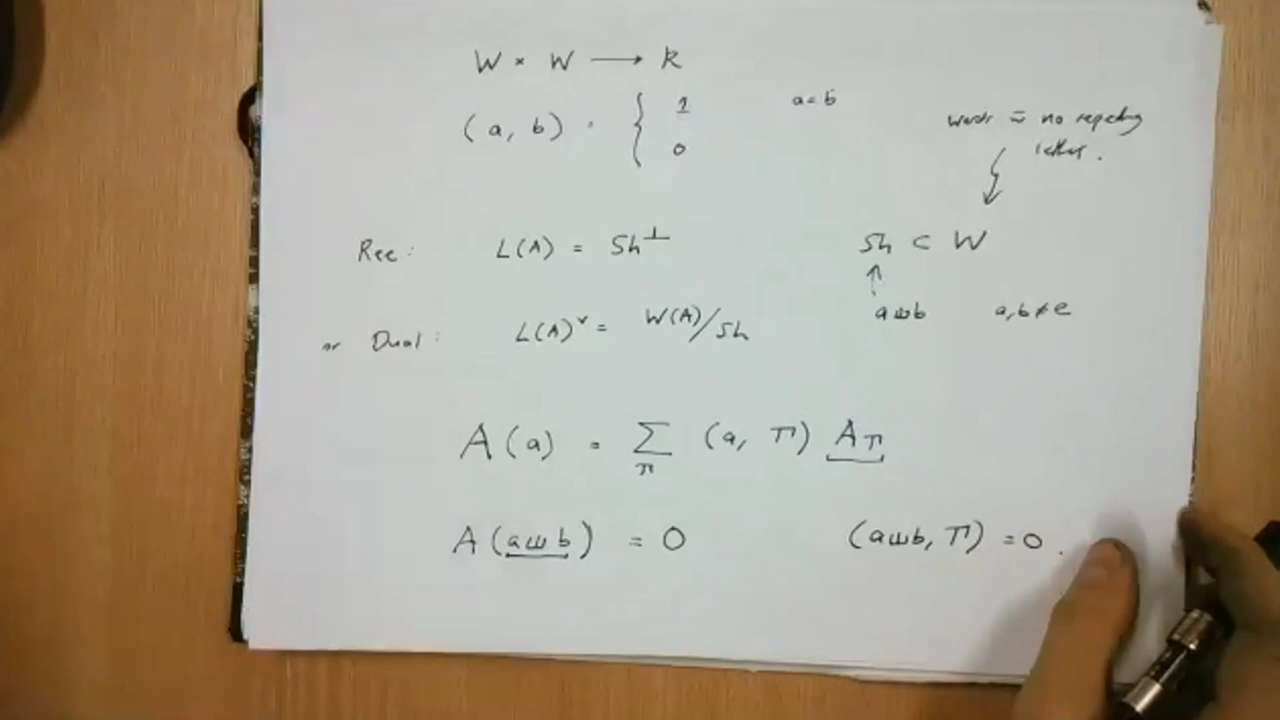 W × W ⟶ k
(a, b) = { 1 a = b
0
words = no repeating
letters.
Rec: L(A) = Sh^⊥ Sh ⊂ W
a ш b a, b ≠ e
or Dual: L(A)^∨ = W(A)/Sh
A(a) = Σ_π (a, Π) A_Π
A(a ш b) = 0 (a ш b, Π) = 0.